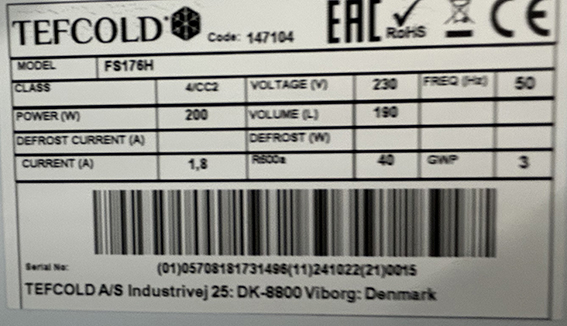 TEFCOLD Code: 147104 EAC RoHS CE
MODEL FS176H
CLASS 4/CC2 VOLTAGE (V) 230 FREQ (Hz) 50
POWER (W) 200 VOLUME (L) 190
DEFROST CURRENT (A) DEFROST (W)
CURRENT (A) 1,8 R600a 40 GWP 3
Serial No: (01)05708181731496(11)241022(21)0015
TEFCOLD A/S Industrivej 25: DK-8800 Viborg: Denmark